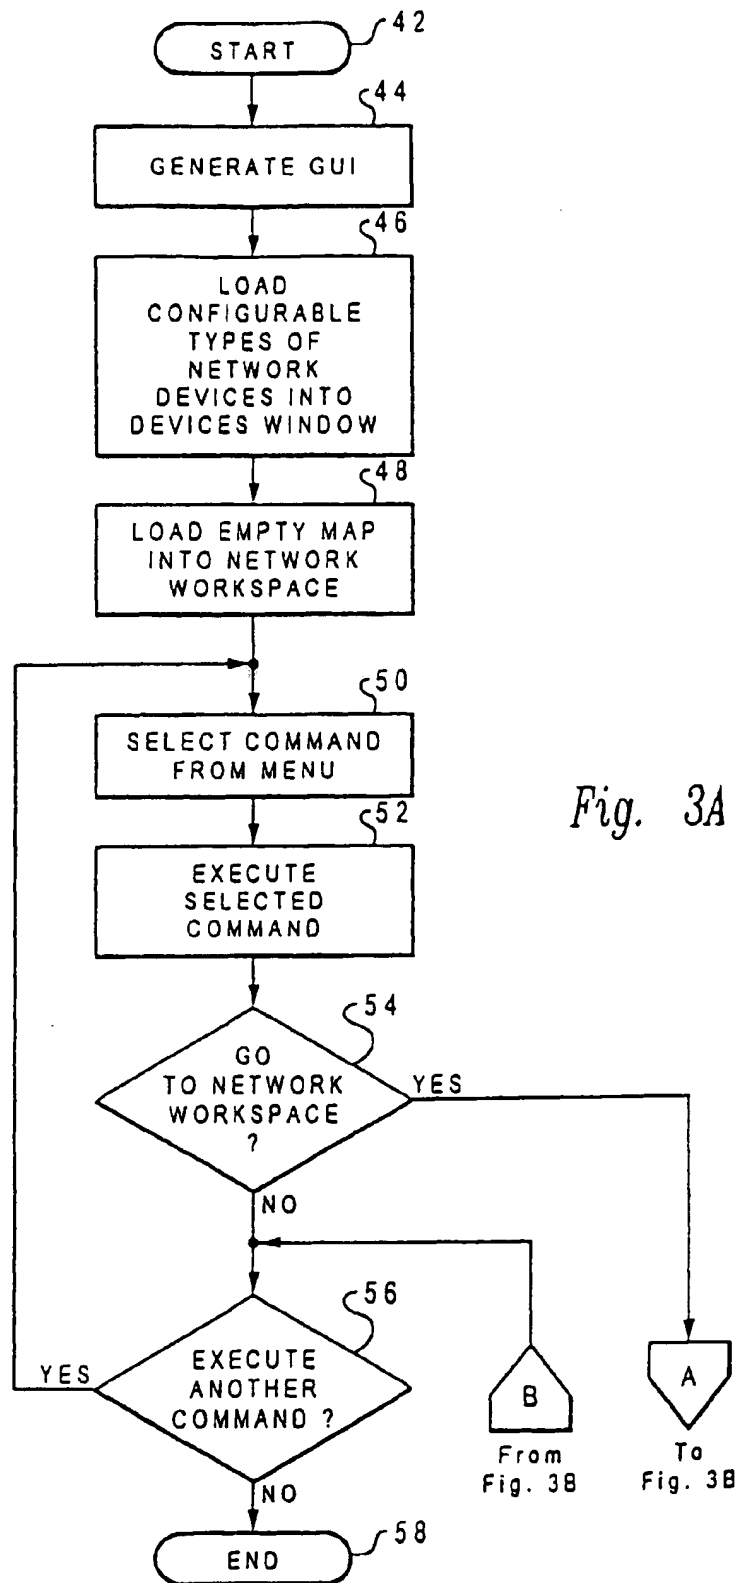 42
START
44
GENERATE GUI
46
LOAD
CONFIGURABLE
TYPES OF
NETWORK
DEVICES INTO
DEVICES WINDOW
48
LOAD EMPTY MAP
INTO NETWORK
WORKSPACE
50
SELECT COMMAND
FROM MENU
52
EXECUTE
SELECTED
COMMAND
Fig. 3A
54
GO
TO NETWORK
WORKSPACE
?
YES
NO
56
EXECUTE
ANOTHER
COMMAND ?
YES
NO
B
From
Fig. 3B
A
To
Fig. 3B
58
END